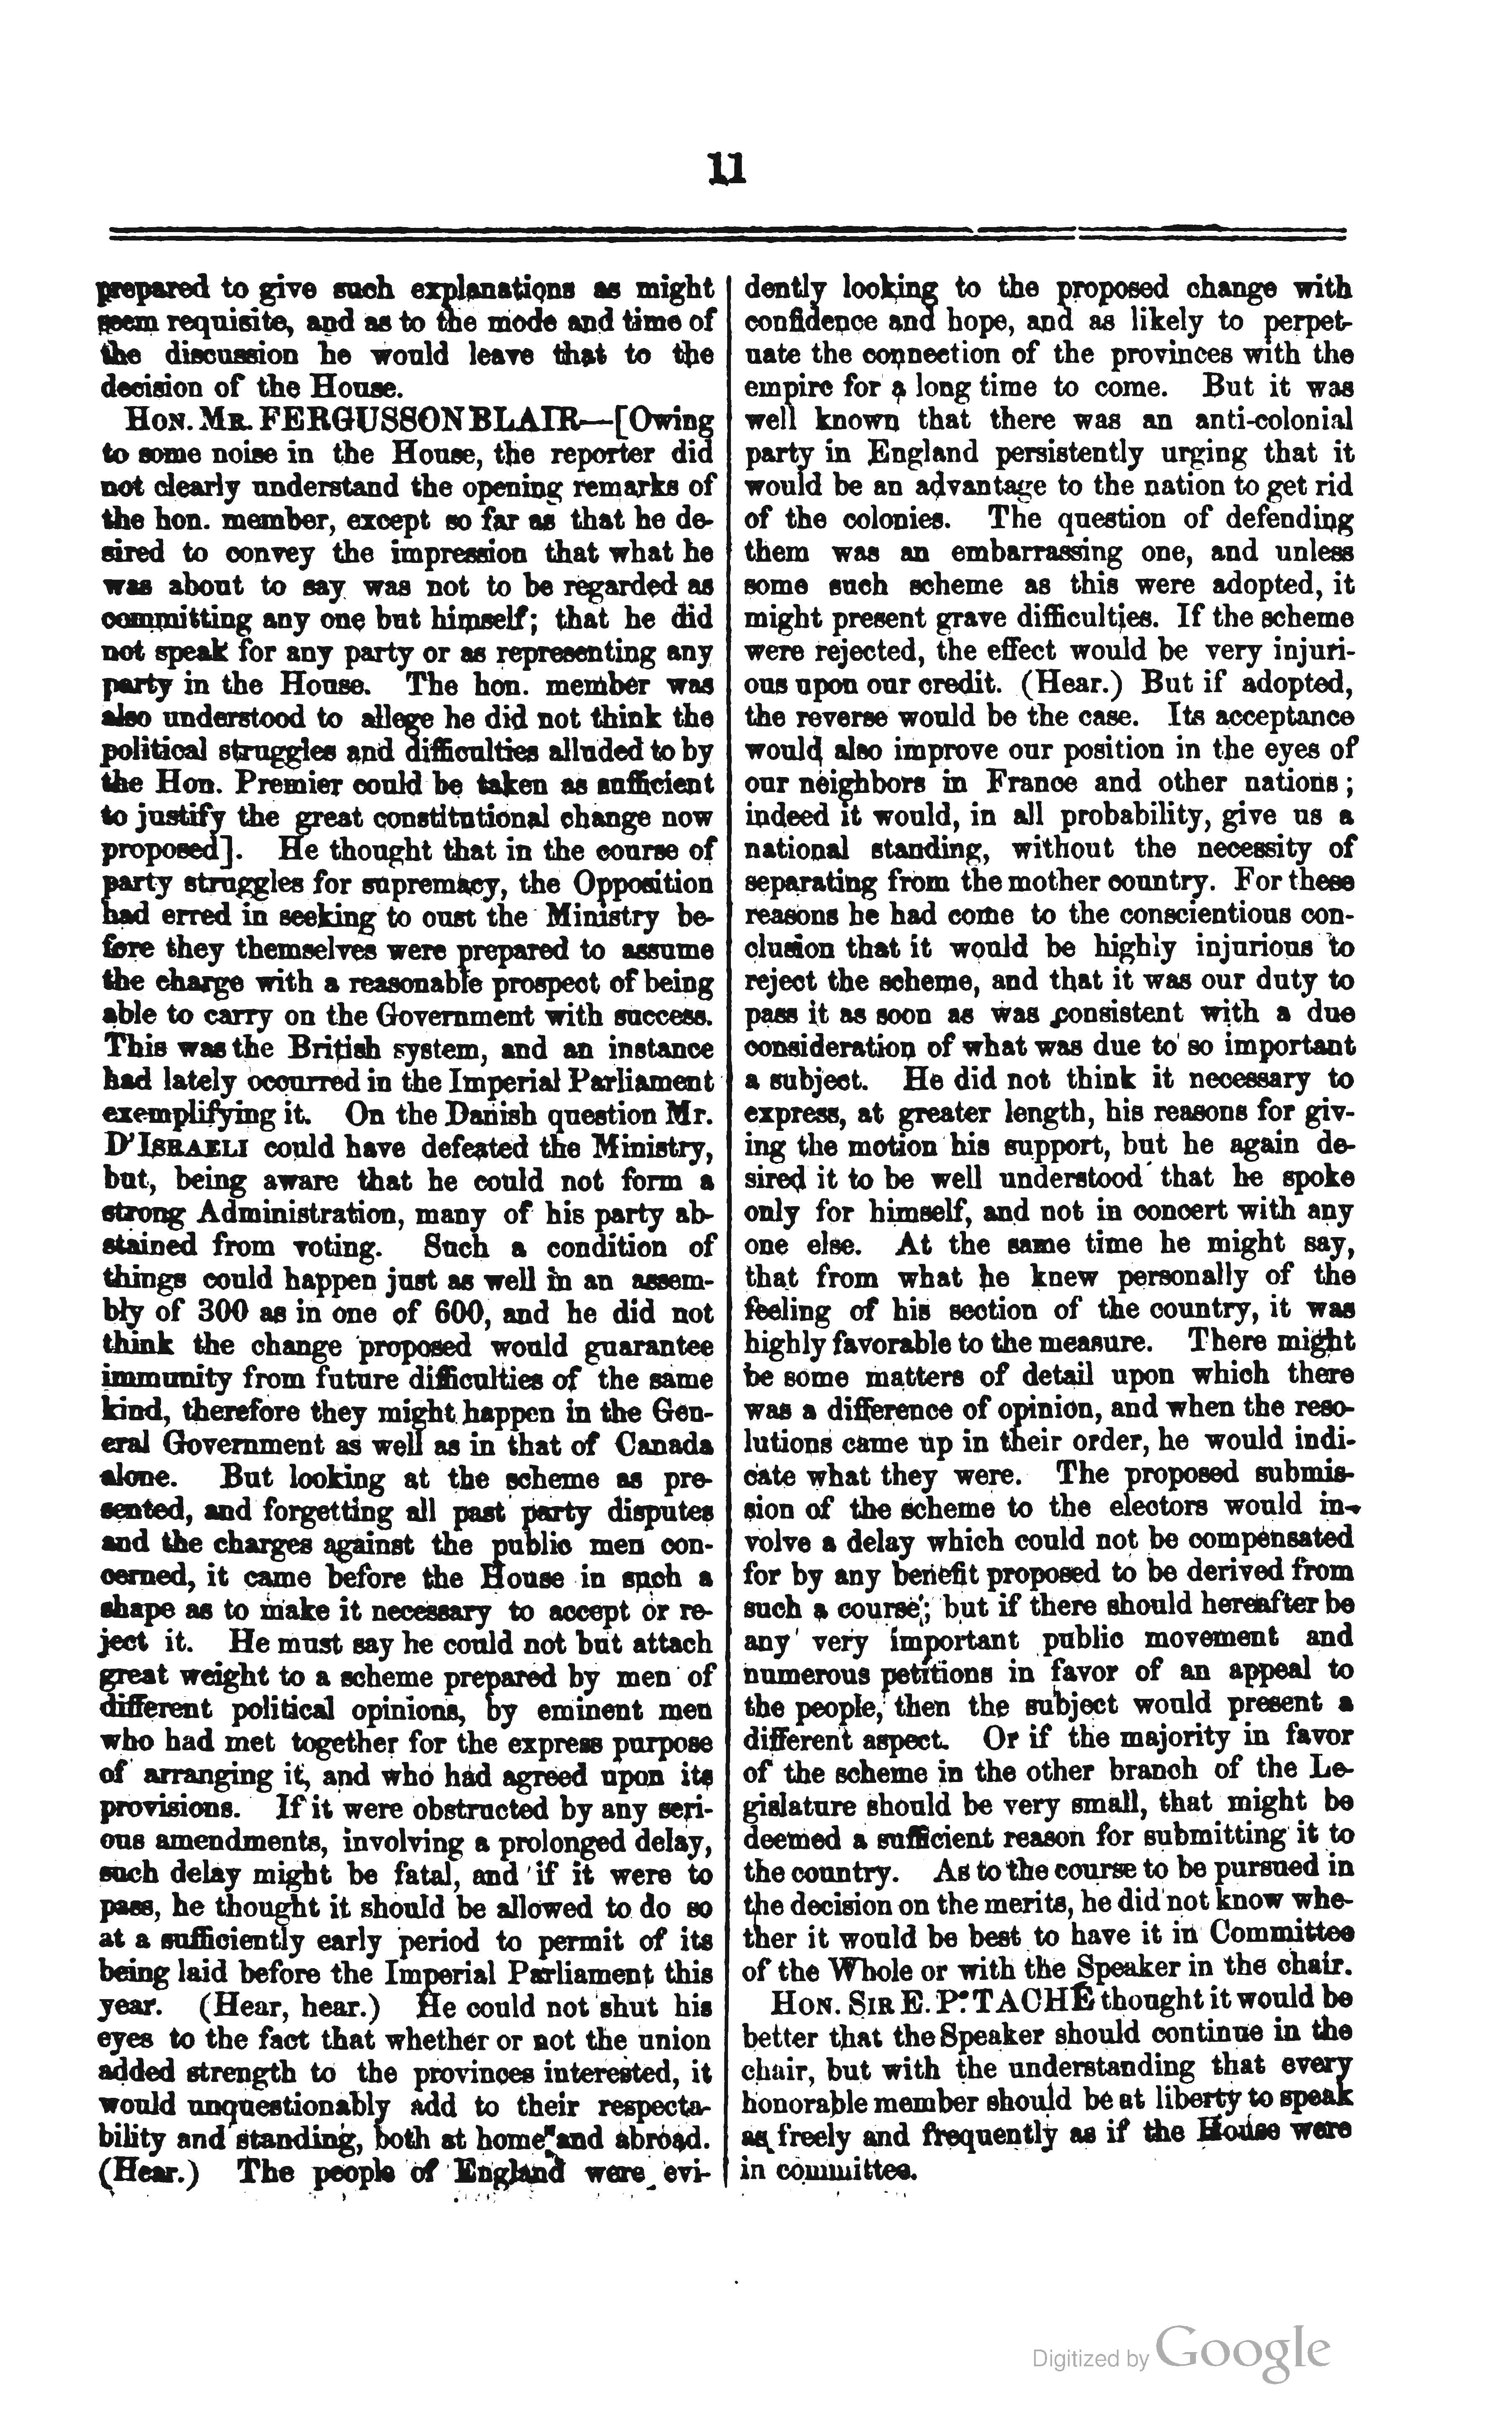 11
prepared to give such explanations as might
seem requisite, and as to the mode and time of
the discussion he would leave that to the
decision of the House.
HON. MR. FERGUSSON BLAIR—[Owing
to some noise in the House, the reporter did
not clearly understand the opening remarks of
the hon. member, except so far as that he de-
sired to convey the impression that what he
was about to say was not to be regarded as
committing any one but himself; that he did
not speak for any party or as representing any
party in the House. The hon. member was
also understood to allege he did not think the
political struggles and difficulties alluded to by
the Hon. Premier could be taken as sufficient
to justify the great constitutional change now
proposed]. He thought that in the course of
party struggles for supremacy, the Opposition
had erred in seeking to oust the Ministry be-
fore they themselves were prepared to assume
the charge with a reasonable prospect of being
able to carry on the Government with success.
This was the British system, and an instance
had lately occurred in the Imperial Parliament
exemplifying it. On the Danish question Mr.
D'ISRAELI could have defeated the Ministry,
but, being aware that he could not form a
strong Administration, many of his party ab-
stained from voting. Such a condition of
things could happen just as well in an assem-
bly of 300 as in one of 600, and he did not
think the change proposed would guarantee
immunity from future difficulties of the same
kind, therefore they might happen in the Gen-
eral Government as well as in that of Canada
alone. But looking at the scheme as pre-
sented, and forgetting all past party disputes
and the charges against the public men con-
cerned, it came before the House in such a
shape as to make it necessary to accept or re-
ject it. He must say he could not but attach
great weight to a scheme prepared by men of
different political opinions, by eminent men
who had met together for the express purpose
of arranging it, and who had agreed upon its
provisions. If it were obstructed by any seri-
ous amendments, involving a prolonged delay,
such delay might be fatal, and if it were to
pass, he thought it should be allowed to do so
at a sufficiently early period to permit of its
being laid before the Imperial Parliament this
year. (Hear, hear.) He could not shut his
eyes to the fact that whether or not the union
added strength to the provinces interested, it
would unquestionably add to their respecta-
bility and standing, both at home and abroad.
(Hear.) The people of England were evi-
dently looking to the proposed change with
confidence and hope, and as likely to perpet-
uate the connection of the provinces with the
empire for a long time to come. But it was
well known that there was an anti-colonial
party in England persistently urging that it
would be an advantage to the nation to get rid
of the colonies. The question of defending
them was an embarrassing one, and unless
some such scheme as this were adopted, it
might present grave difficulties. If the scheme
were rejected, the effect would be very injuri-
ous upon our credit. (Hear.) But if adopted,
the reverse would be the case. Its acceptance
would also improve our position in the eyes of
our neighbors in France and other nations;
indeed it would, in all probability, give us a
national standing, without the necessity of
separating from the mother country. For these
reasons he had come to the conscientious con-
clusion that it would be highly injurious to
reject the scheme, and that it was our duty to
pass it as soon as was consistent with a due
consideration of what was due to so important
a subject. He did not think it necessary to
express, at greater length, his reasons for giv-
ing the motion his support, but he again de-
sired it to be well understood that he spoke
only for himself, and not in concert with any
one else. At the same time he might say,
that from what he knew personally of the
feeling of his section of the country, it was
highly favorable to the measure. There might
be some matters of detail upon which there
was a difference of opinion, and when the reso-
lutions came up in their order, he would indi-
cate what they were. The proposed submis-
sion of the scheme to the electors would in-
volve a delay which could not be compensated
for by any benefit proposed to be derived from
such a course; but if there should hereafter be
any very important public movement and
numerous petitions in favor of an appeal to
the people, then the subject would present a
different aspect. Or if the majority in favor
of the scheme in the other branch of the Le-
gislature should be very small, that might be
deemed a sufficient reason for submitting it to
the country. As to the course to be pursued in
the decision on the merits, he did not know whe-
ther it would be best to have it in Committee
of the Whole or with the Speaker in the chair.
HON. SIR E. P. TACHÉ thought it would be
better that the Speaker should continue in the
chair, but with the understanding that every
honorable member should be at liberty to speak
as freely and frequently as if the House were
in committee.
Digitized by Google